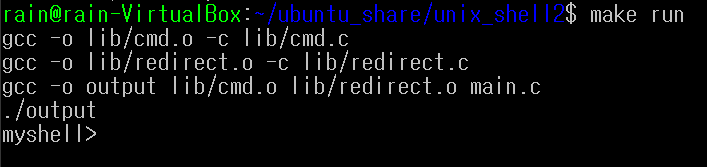 rain@rain-VirtualBox:~/ubuntu_share/unix_shell2$ make run
gcc -o lib/cmd.o -c lib/cmd.c
gcc -o lib/redirect.o -c lib/redirect.c
gcc -o output lib/cmd.o lib/redirect.o main.c
./output
myshell>